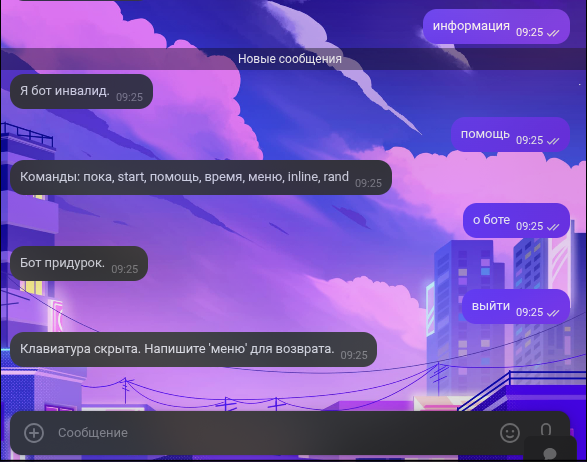 информация 09:25
Новые сообщения
Я бот инвалид. 09:25
помощь 09:25
Команды: пока, start, помощь, время, меню, inline, rand 09:25
о боте 09:25
Бот придурок. 09:25
выйти 09:25
Клавиатура скрыта. Напишите 'меню' для возврата. 09:25
Сообщение